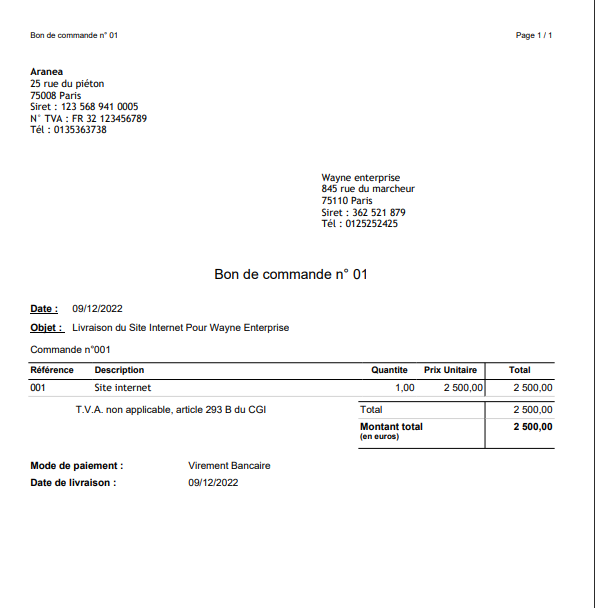 Bon de commande n° 01 Page 1 / 1
Aranea
25 rue du piéton
75008 Paris
Siret : 123 568 941 0005
N° TVA : FR 32 123456789
Tél : 0135363738
Wayne enterprise
845 rue du marcheur
75110 Paris
Siret : 362 521 879
Tél : 0125252425
Bon de commande n° 01
Date : 09/12/2022
Objet : Livraison du Site Internet Pour Wayne Enterprise
Commande n°001
Référence Description Quantite Prix Unitaire Total
001 Site internet 1,00 2 500,00 2 500,00
T.V.A. non applicable, article 293 B du CGI Total 2 500,00
Montant total 2 500,00
(en euros)
Mode de paiement : Virement Bancaire
Date de livraison : 09/12/2022